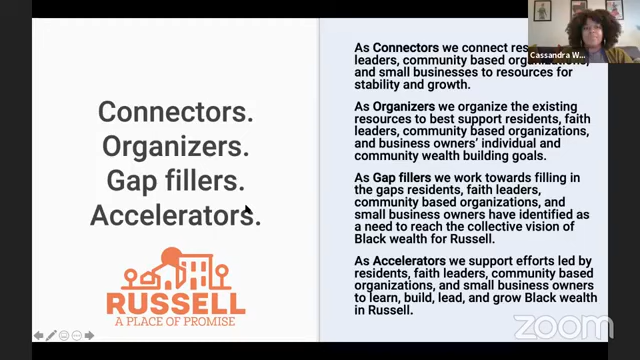 Connectors.
Organizers.
Gap fillers.
Accelerators.
RUSSELL
A PLACE OF PROMISE
As Connectors we connect
leaders, community based
and small businesses to resources for
stability and growth.
As Organizers we organize the existing
resources to best support residents, faith
leaders, community based organizations,
and business owners' individual and
community wealth building goals.
As Gap fillers we work towards filling in
the gaps residents, faith leaders,
community based organizations, and
small business owners have identified as
a need to reach the collective vision of
Black wealth for Russell.
As Accelerators we support efforts led by
residents, faith leaders, community based
organizations, and small business owners
to learn, build, lead, and grow Black wealth
in Russell.
Cassandra W...
zoom